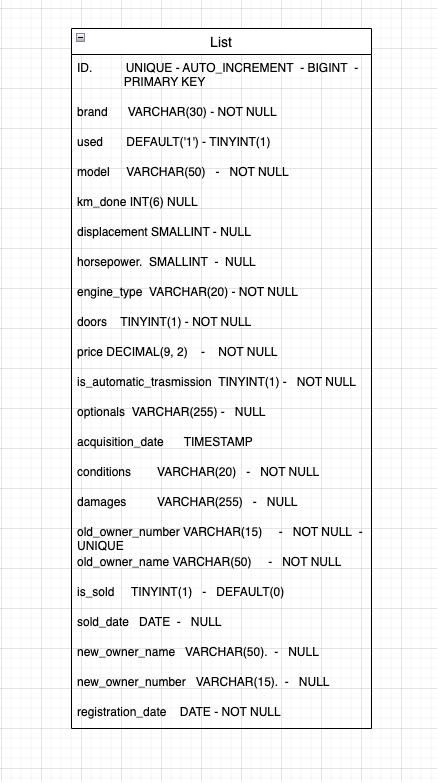 List
ID. UNIQUE - AUTO_INCREMENT - BIGINT -
PRIMARY KEY
brand VARCHAR(30) - NOT NULL
used DEFAULT('1') - TINYINT(1)
model VARCHAR(50) - NOT NULL
km_done INT(6) NULL
displacement SMALLINT - NULL
horsepower. SMALLINT - NULL
engine_type VARCHAR(20) - NOT NULL
doors TINYINT(1) - NOT NULL
price DECIMAL(9, 2) - NOT NULL
is_automatic_trasmission TINYINT(1) - NOT NULL
optionals VARCHAR(255) - NULL
acquisition_date TIMESTAMP
conditions VARCHAR(20) - NOT NULL
damages VARCHAR(255) - NULL
old_owner_number VARCHAR(15) - NOT NULL -
UNIQUE
old_owner_name VARCHAR(50) - NOT NULL
is_sold TINYINT(1) - DEFAULT(0)
sold_date DATE - NULL
new_owner_name VARCHAR(50). - NULL
new_owner_number VARCHAR(15). - NULL
registration_date DATE - NOT NULL